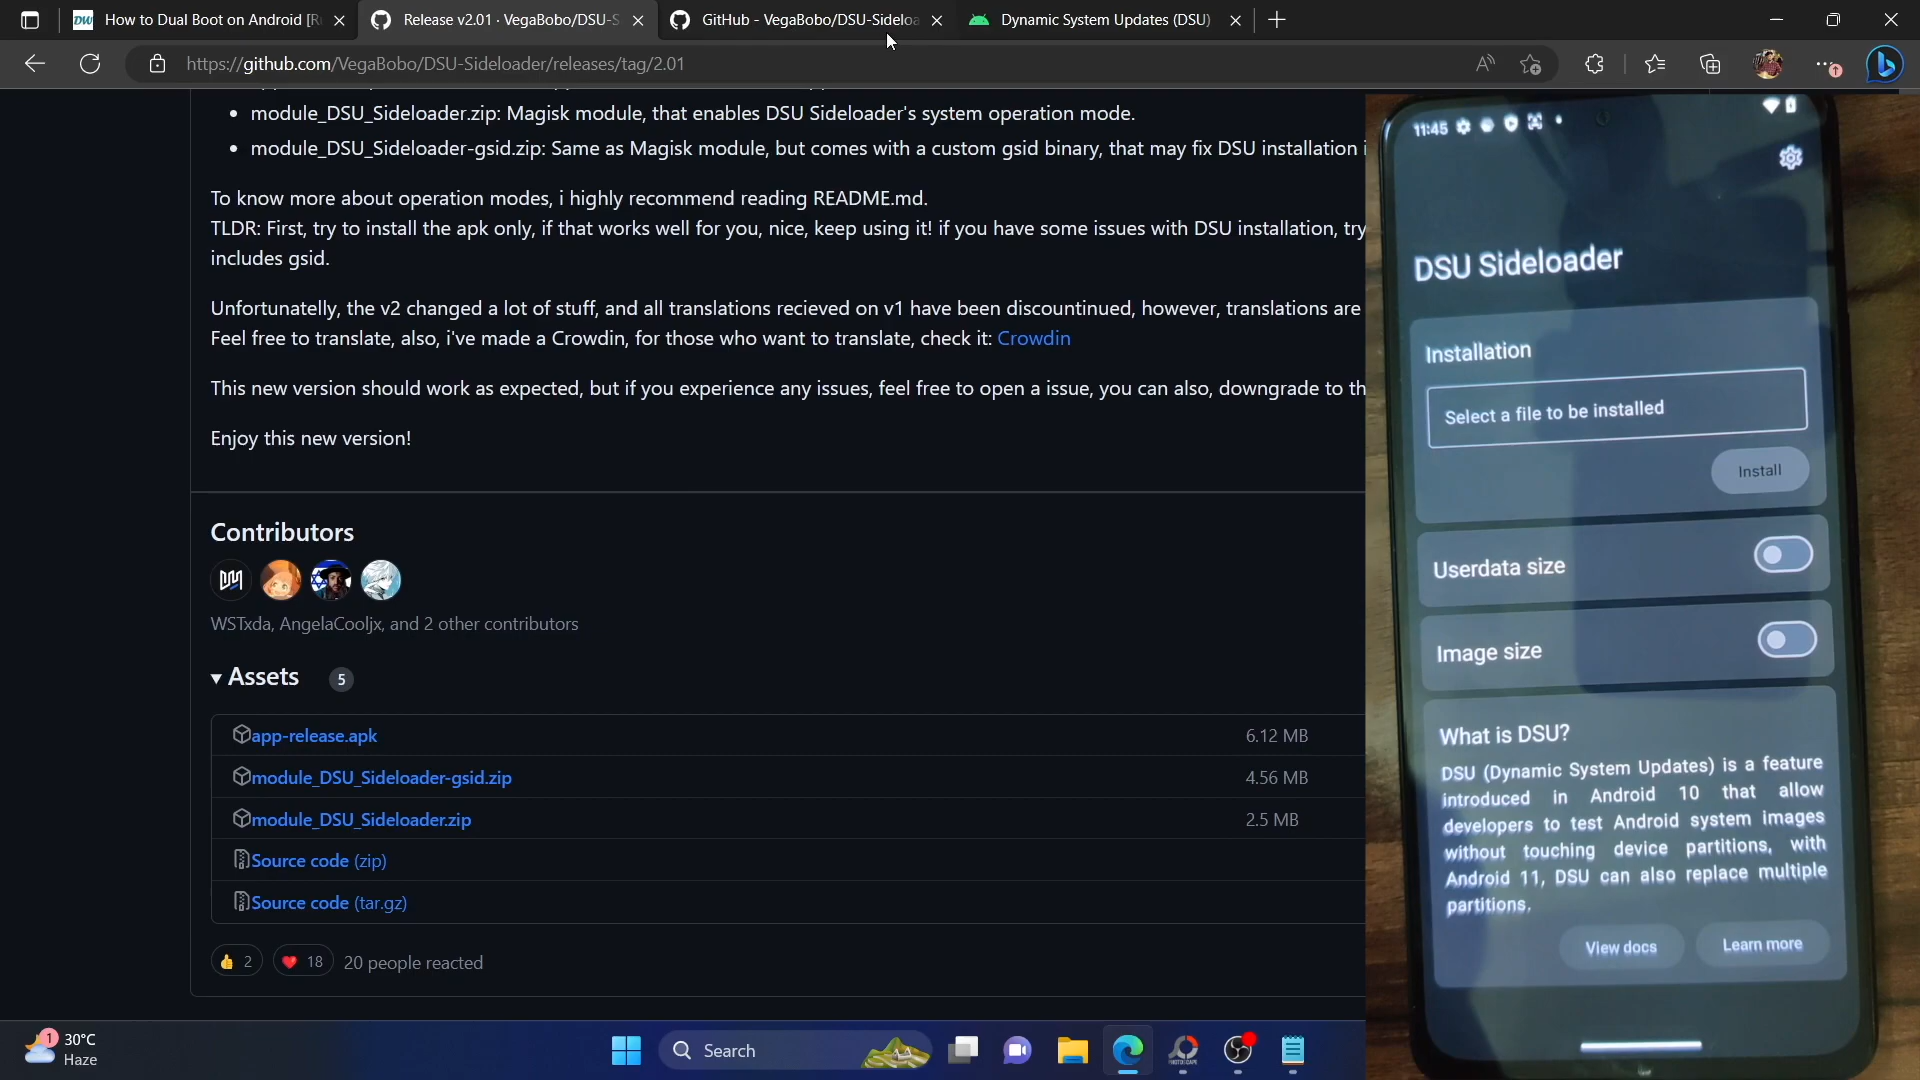 How to Dual Boot on Android [R
Release v2.01 · VegaBobo/DSU-S
GitHub - VegaBobo/DSU-Sideloa
Dynamic System Updates (DSU)
https://github.com/VegaBobo/DSU-Sideloader/releases/tag/2.01
module_DSU_Sideloader.zip: Magisk module, that enables DSU Sideloader's system operation mode.
module_DSU_Sideloader-gsid.zip: Same as Magisk module, but comes with a custom gsid binary, that may fix DSU installation i
To know more about operation modes, i highly recommend reading README.md.
TLDR: First, try to install the apk only, if that works well for you, nice, keep using it! if you have some issues with DSU installation, try
includes gsid.
Unfortunatelly, the v2 changed a lot of stuff, and all translations recieved on v1 have been discountinued, however, translations are
Feel free to translate, also, i've made a Crowdin, for those who want to translate, check it: Crowdin
This new version should work as expected, but if you experience any issues, feel free to open a issue, you can also, downgrade to th
Enjoy this new version!
Contributors
WSTxda, AngelaCooljx, and 2 other contributors
Assets 5
app-release.apk 6.12 MB
module_DSU_Sideloader-gsid.zip 4.56 MB
module_DSU_Sideloader.zip 2.5 MB
Source code (zip)
Source code (tar.gz)
2 18 20 people reacted
11:45
DSU Sideloader
Installation
Select a file to be installed
Install
Userdata size
Image size
What is DSU?
DSU (Dynamic System Updates) is a feature
introduced in Android 10 that allow
developers to test Android system images
without touching device partitions, with
Android 11, DSU can also replace multiple
partitions.
View docs
Learn more
1
30°C
Haze
Search